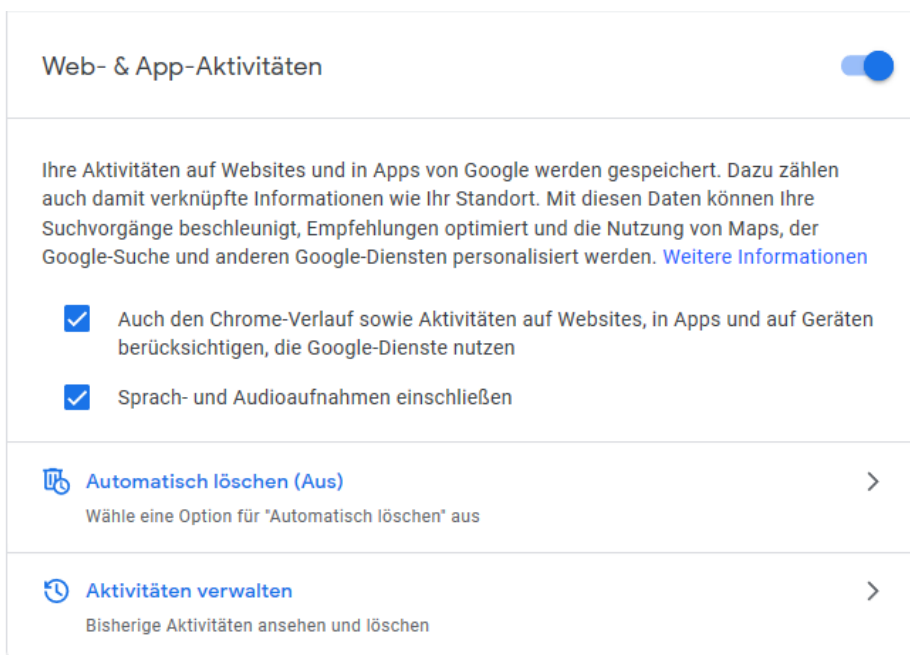 Web- & App-Aktivitäten
Ihre Aktivitäten auf Websites und in Apps von Google werden gespeichert. Dazu zählen
auch damit verknüpfte Informationen wie Ihr Standort. Mit diesen Daten können Ihre
Suchvorgänge beschleunigt, Empfehlungen optimiert und die Nutzung von Maps, der
Google-Suche und anderen Google-Diensten personalisiert werden. Weitere Informationen
Auch den Chrome-Verlauf sowie Aktivitäten auf Websites, in Apps und auf Geräten
berücksichtigen, die Google-Dienste nutzen
Sprach- und Audioaufnahmen einschließen
Automatisch löschen (Aus)
Wähle eine Option für "Automatisch löschen" aus
Aktivitäten verwalten
Bisherige Aktivitäten ansehen und löschen